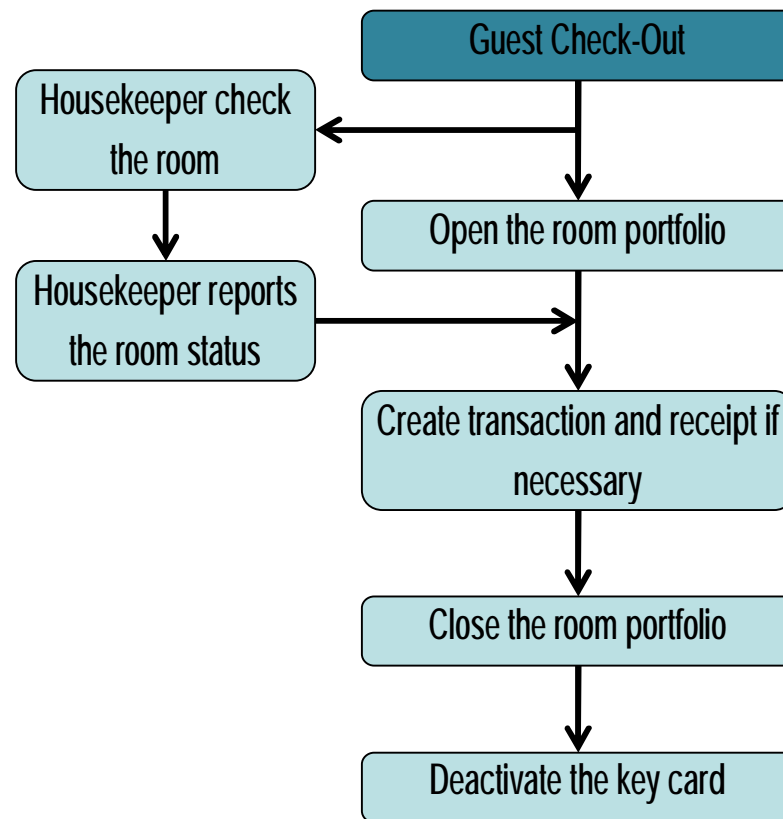 Guest Check-Out
Housekeeper check
the room
Open the room portfolio
Housekeeper reports
the room status
Create transaction and receipt if
necessary
Close the room portfolio
Deactivate the key card